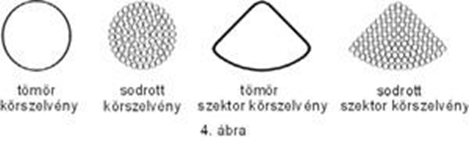 tömör
körszelvény
sodrott
körszelvény
tömör
szektor körszelvény
sodrott
szektor körszelvény
4. ábra